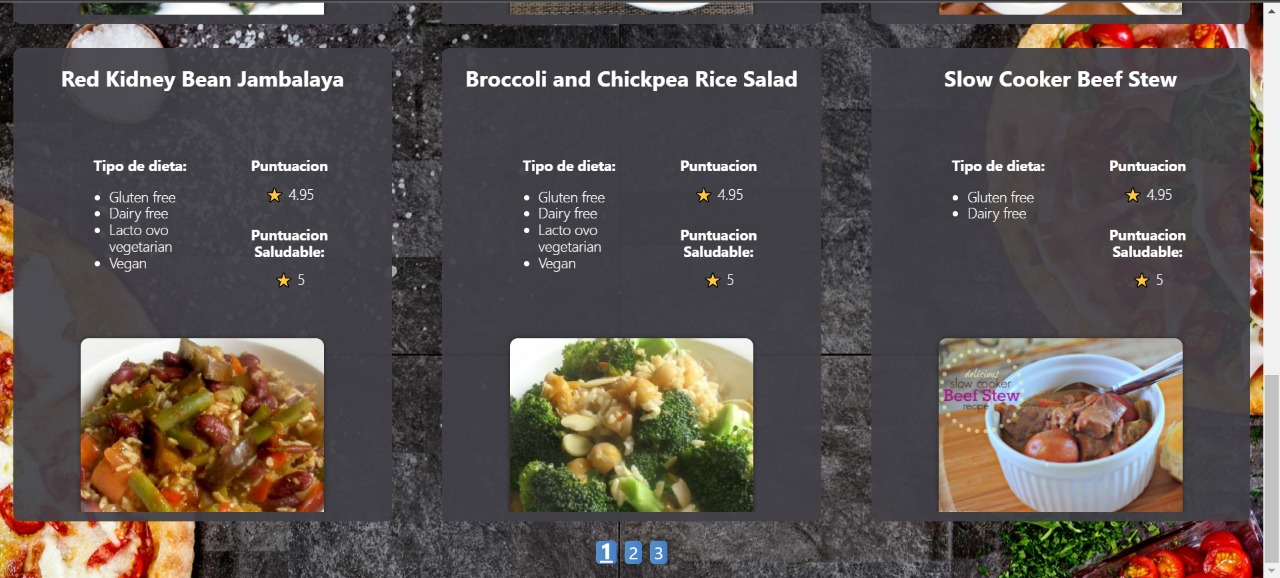 Red Kidney Bean Jambalaya
Tipo de dieta:
Gluten free
Dairy free
Lacto ovo
vegetarian
Vegan
Puntuacion
4.95
Puntuacion
Saludable:
5
Broccoli and Chickpea Rice Salad
Tipo de dieta:
Gluten free
Dairy free
Lacto ovo
vegetarian
Vegan
Puntuacion
4.95
Puntuacion
Saludable:
5
Slow Cooker Beef Stew
Tipo de dieta:
Gluten free
Dairy free
Puntuacion
4.95
Puntuacion
Saludable:
5
delicious
slow cooker
Beef Stew
recipe
1 2 3